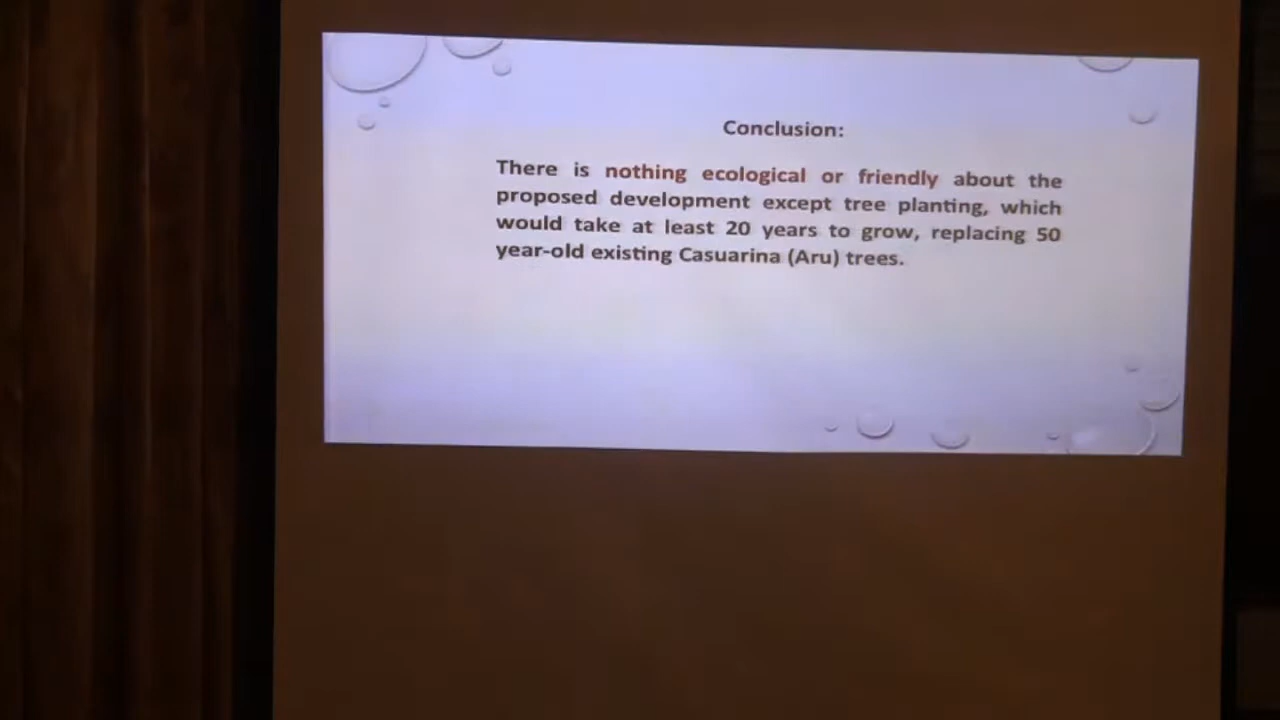 Conclusion:
There is nothing ecological or friendly about the
proposed development except tree planting, which
would take at least 20 years to grow, replacing 50
year-old existing Casuarina (Aru) trees.